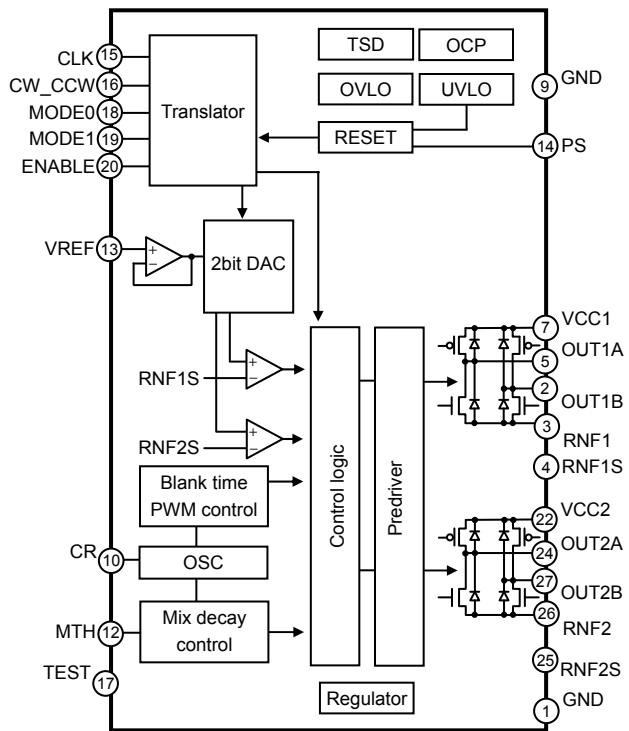 CLK 15
CW_CCW 16
MODE0 18
MODE1 19
ENABLE 20
Translator
TSD
OCP
OVLO
UVLO
RESET
9 GND
14 PS
VREF 13
+
−
2bit DAC
RNF1S
+
−
RNF2S
+
−
Blank time
PWM control
CR 10
OSC
MTH 12
Mix decay
control
TEST
17
Control logic
Predriver
Regulator
7 VCC1
5 OUT1A
2
OUT1B
3
RNF1
4 RNF1S
VCC2
22
OUT2A
24
27
OUT2B
26
RNF2
25
RNF2S
GND
1